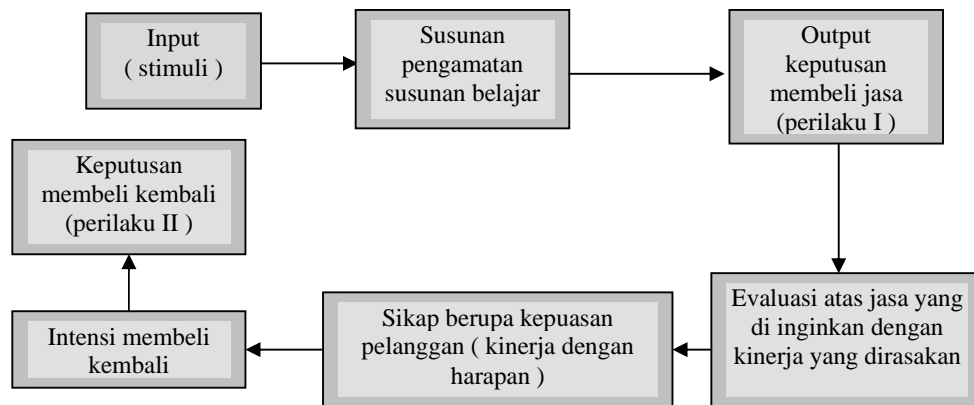 Input
( stimuli )
Susunan
pengamatan
susunan belajar
Output
keputusan
membeli jasa
(perilaku I )
Evaluasi atas jasa yang
di inginkan dengan
kinerja yang dirasakan
Sikap berupa kepuasan
pelanggan ( kinerja dengan
harapan )
Intensi membeli
kembali
Keputusan
membeli kembali
(perilaku II )